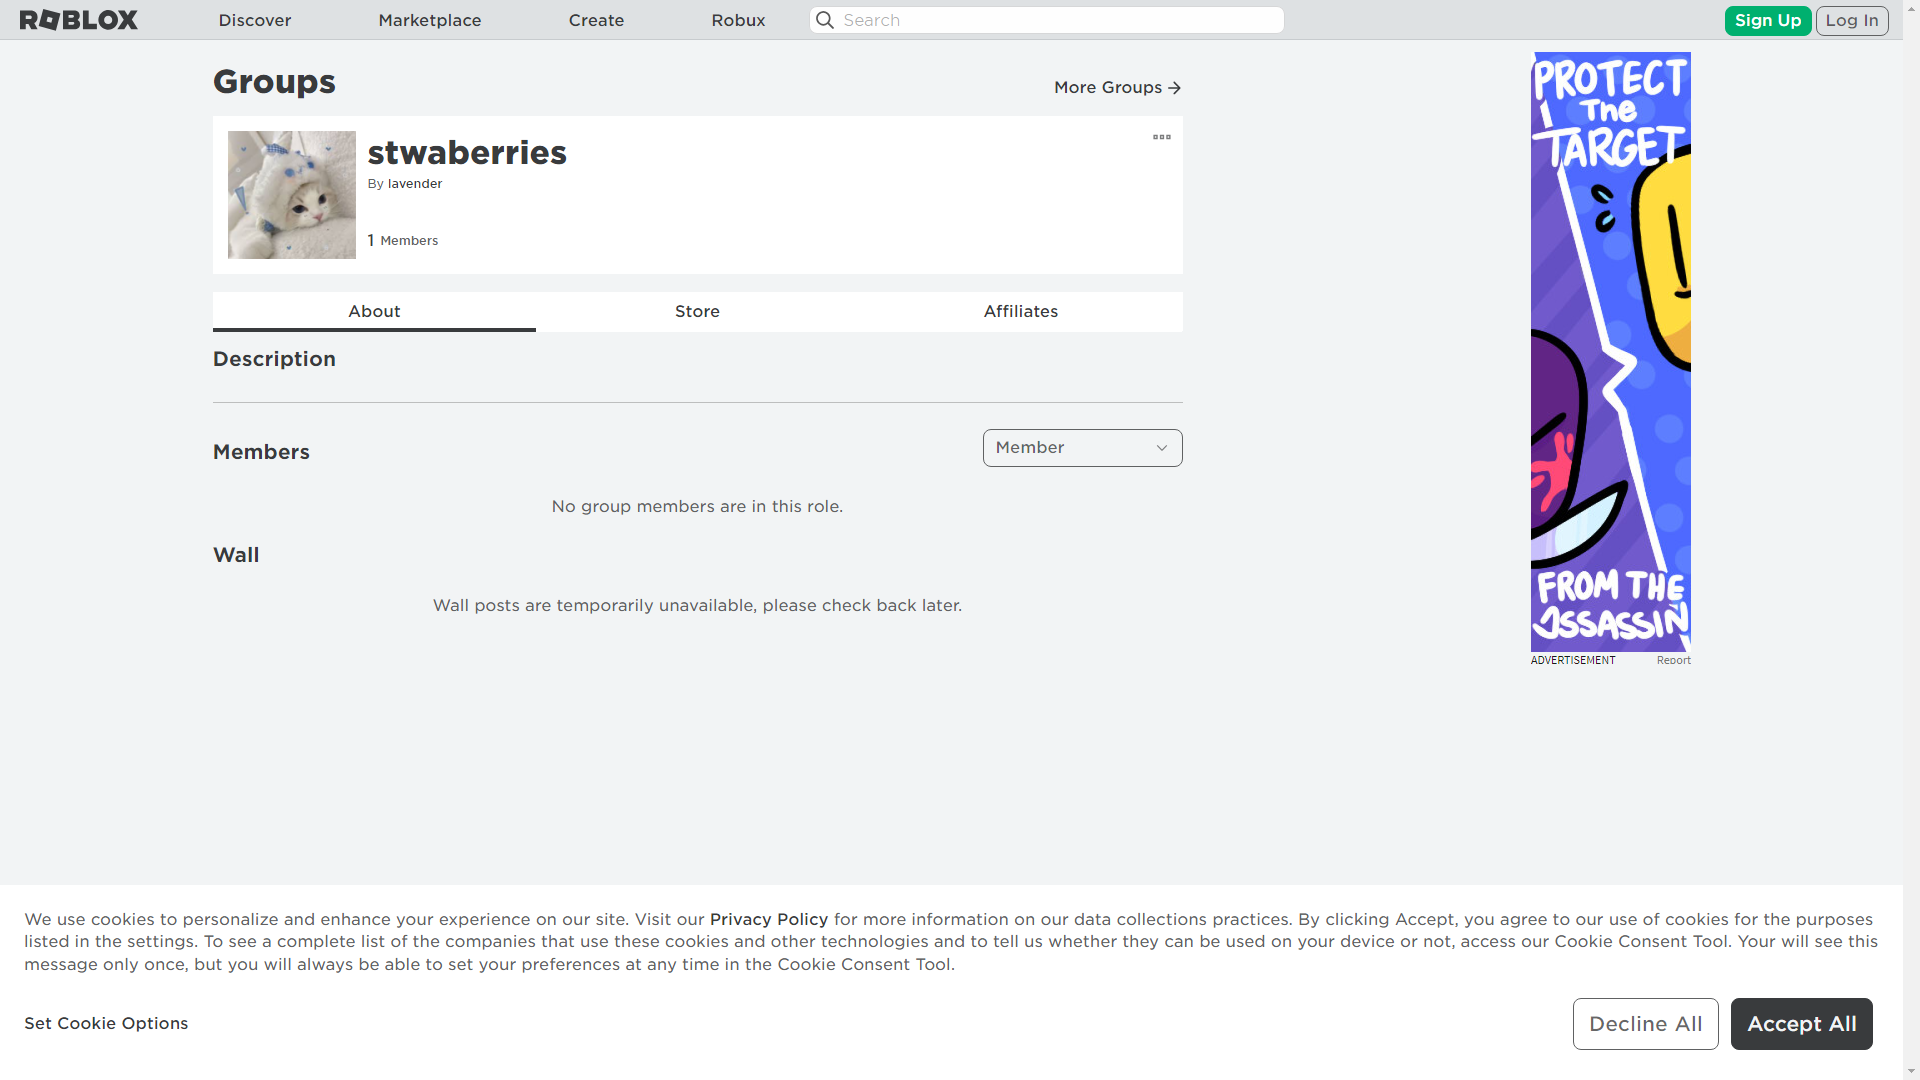 ROBLOX
Discover
Marketplace
Create
Robux
Search
Sign Up
Log In
Groups
More Groups
stwaberries
By lavender
1 Members
About
Store
Affiliates
Description
Members
Member
No group members are in this role.
Wall
Wall posts are temporarily unavailable, please check back later.
PROTECT
The
TARGET
FROM THE
ASSASSIN
ADVERTISEMENT
Report
We use cookies to personalize and enhance your experience on our site. Visit our Privacy Policy for more information on our data collections practices. By clicking Accept, you agree to our use of cookies for the purposes
listed in the settings. To see a complete list of the companies that use these cookies and other technologies and to tell us whether they can be used on your device or not, access our Cookie Consent Tool. Your will see this
message only once, but you will always be able to set your preferences at any time in the Cookie Consent Tool.
Set Cookie Options
Decline All
Accept All